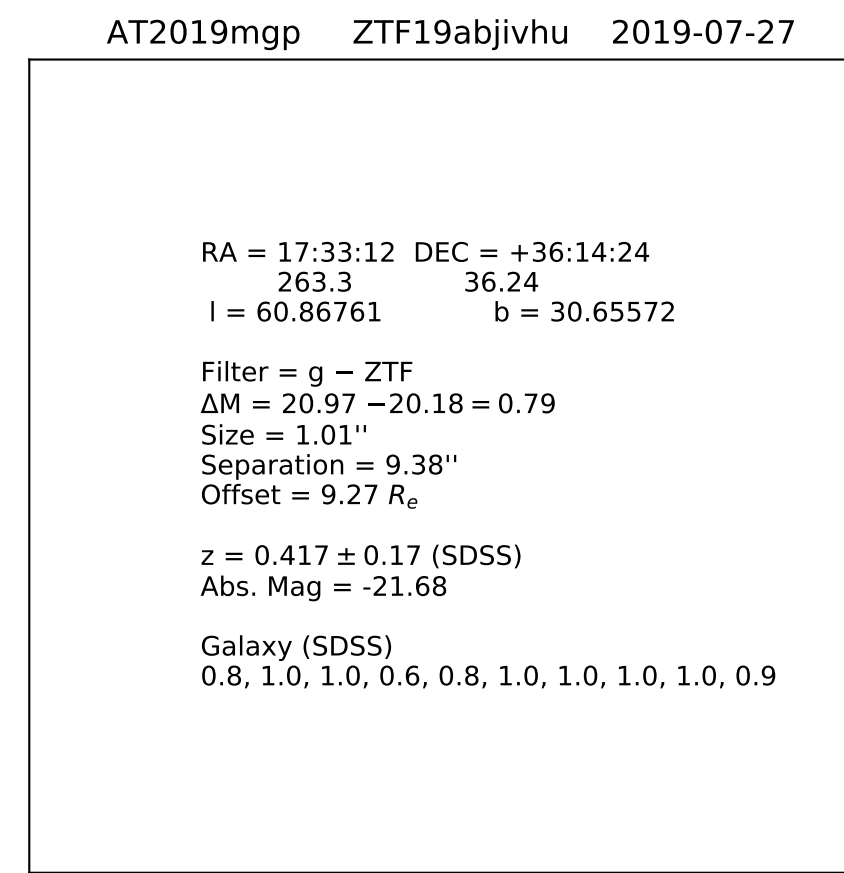 AT2019mgp ZTF19abjivhu 2019-07-27
RA = 17:33:12 DEC = +36:14:24
263.3 36.24
l = 60.86761 b = 30.65572
Filter = g − ZTF
ΔM = 20.97 −20.18 = 0.79
Size = 1.01''
Separation = 9.38''
Offset = 9.27 Rₑ
z = 0.417 ± 0.17 (SDSS)
Abs. Mag = -21.68
Galaxy (SDSS)
0.8, 1.0, 1.0, 0.6, 0.8, 1.0, 1.0, 1.0, 1.0, 0.9